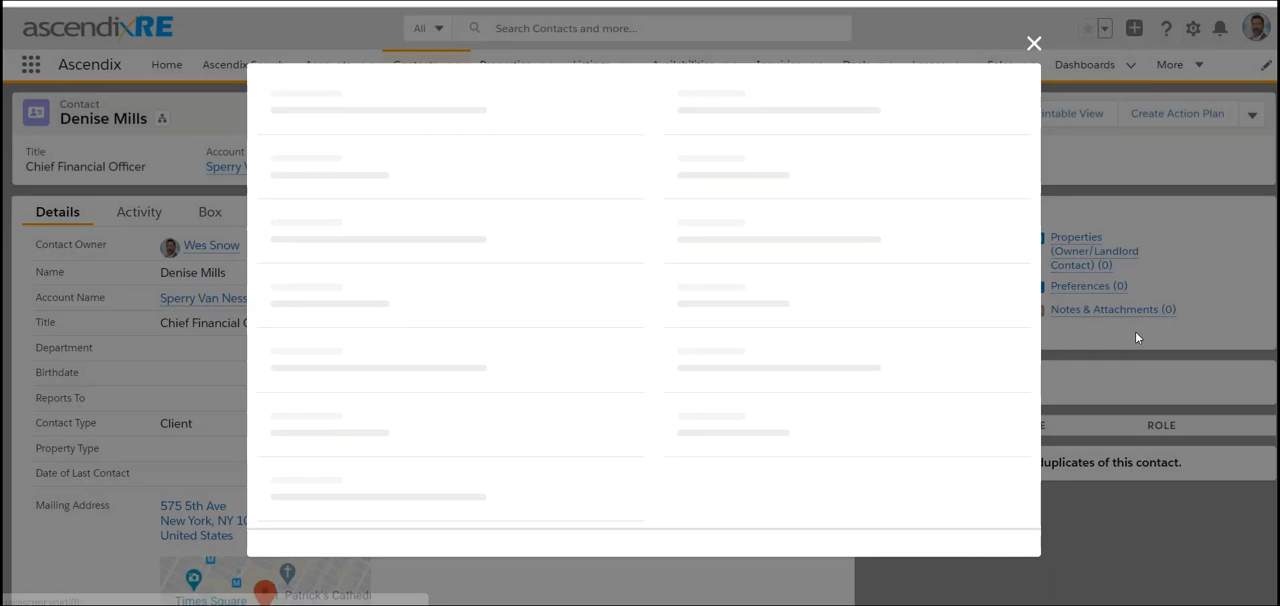 ascendixRE
All
Search Contacts and more...
Ascendix
Home
Dashboards
More
Contact
Denise Mills
Title
Chief Financial Officer
Account
Sperry V
intable View
Create Action Plan
Details
Activity
Box
Contact Owner
Wes Snow
Name
Denise Mills
Account Name
Sperry Van Ness
Title
Chief Financial
Department
Birthdate
Reports To
Contact Type
Client
Property Type
Date of Last Contact
Mailing Address
575 5th Ave
New York, NY 10
United States
Times Square
Patrick's Cathed
Properties
(Owner/Landlord
Contact) (0)
Preferences (0)
Notes & Attachments (0)
E
ROLE
duplicates of this contact.